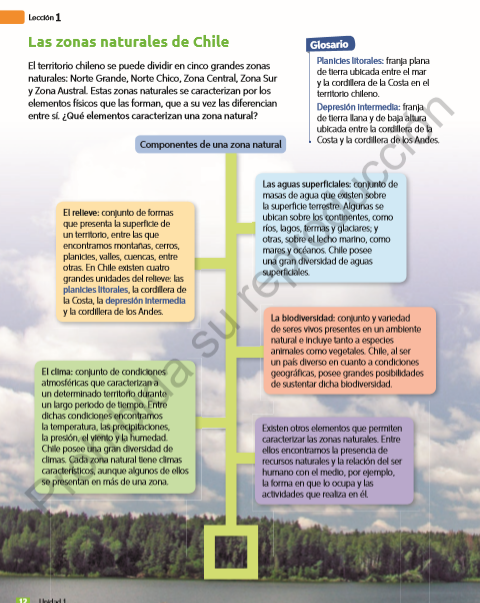 Lección 1
Las zonas naturales de Chile
El territorio chileno se puede dividir en cinco grandes zonas
naturales: Norte Grande, Norte Chico, Zona Central, Zona Sur
y Zona Austral. Estas zonas naturales se caracterizan por los
elementos físicos que las forman, que a su vez las diferencian
entre sí. ¿Qué elementos caracterizan una zona natural?
Glosario
Planicies litorales: franja plana
de tierra ubicada entre el mar
y la cordillera de la Costa en el
territorio chileno.
Depresión intermedia: franja
de tierra llana y de baja altura
ubicada entre la cordillera de la
Costa y la cordillera de los Andes.
Componentes de una zona natural
Las aguas superficiales: conjunto de
masas de agua que existen sobre
la superficie terrestre. Algunas se
ubican sobre los continentes, como
ríos, lagos, termas y glaciares; y
otras, sobre el lecho marino, como
mares y océanos. Chile posee
una gran diversidad de aguas
superficiales.
El relieve: conjunto de formas
que presenta la superficie de
un territorio, entre las que
encontramos montañas, cerros,
planicies, valles, cuencas, entre
otras. En Chile existen cuatro
grandes unidades del relieve: las
planicies litorales, la cordillera de
la Costa, la depresión intermedia
y la cordillera de los Andes.
La biodiversidad: conjunto y variedad
de seres vivos presentes en un ambiente
natural e incluye tanto a especies
animales como vegetales. Chile, al ser
un país diverso en cuanto a condiciones
geográficas, posee grandes posibilidades
de sustentar dicha biodiversidad.
El clima: conjunto de condiciones
atmosféricas que caracterizan a
un determinado territorio durante
un largo periodo de tiempo. Entre
dichas condiciones encontramos
la temperatura, las precipitaciones,
la presión, el viento y la humedad.
Chile posee una gran diversidad de
climas. Cada zona natural tiene climas
característicos, aunque algunos de ellos
se presentan en más de una zona.
Existen otros elementos que permiten
caracterizar las zonas naturales. Entre
ellos encontramos la presencia de
recursos naturales y la relación del ser
humano con el medio, por ejemplo,
la forma en que lo ocupa y las
actividades que realiza en él.
12 Unidad 1